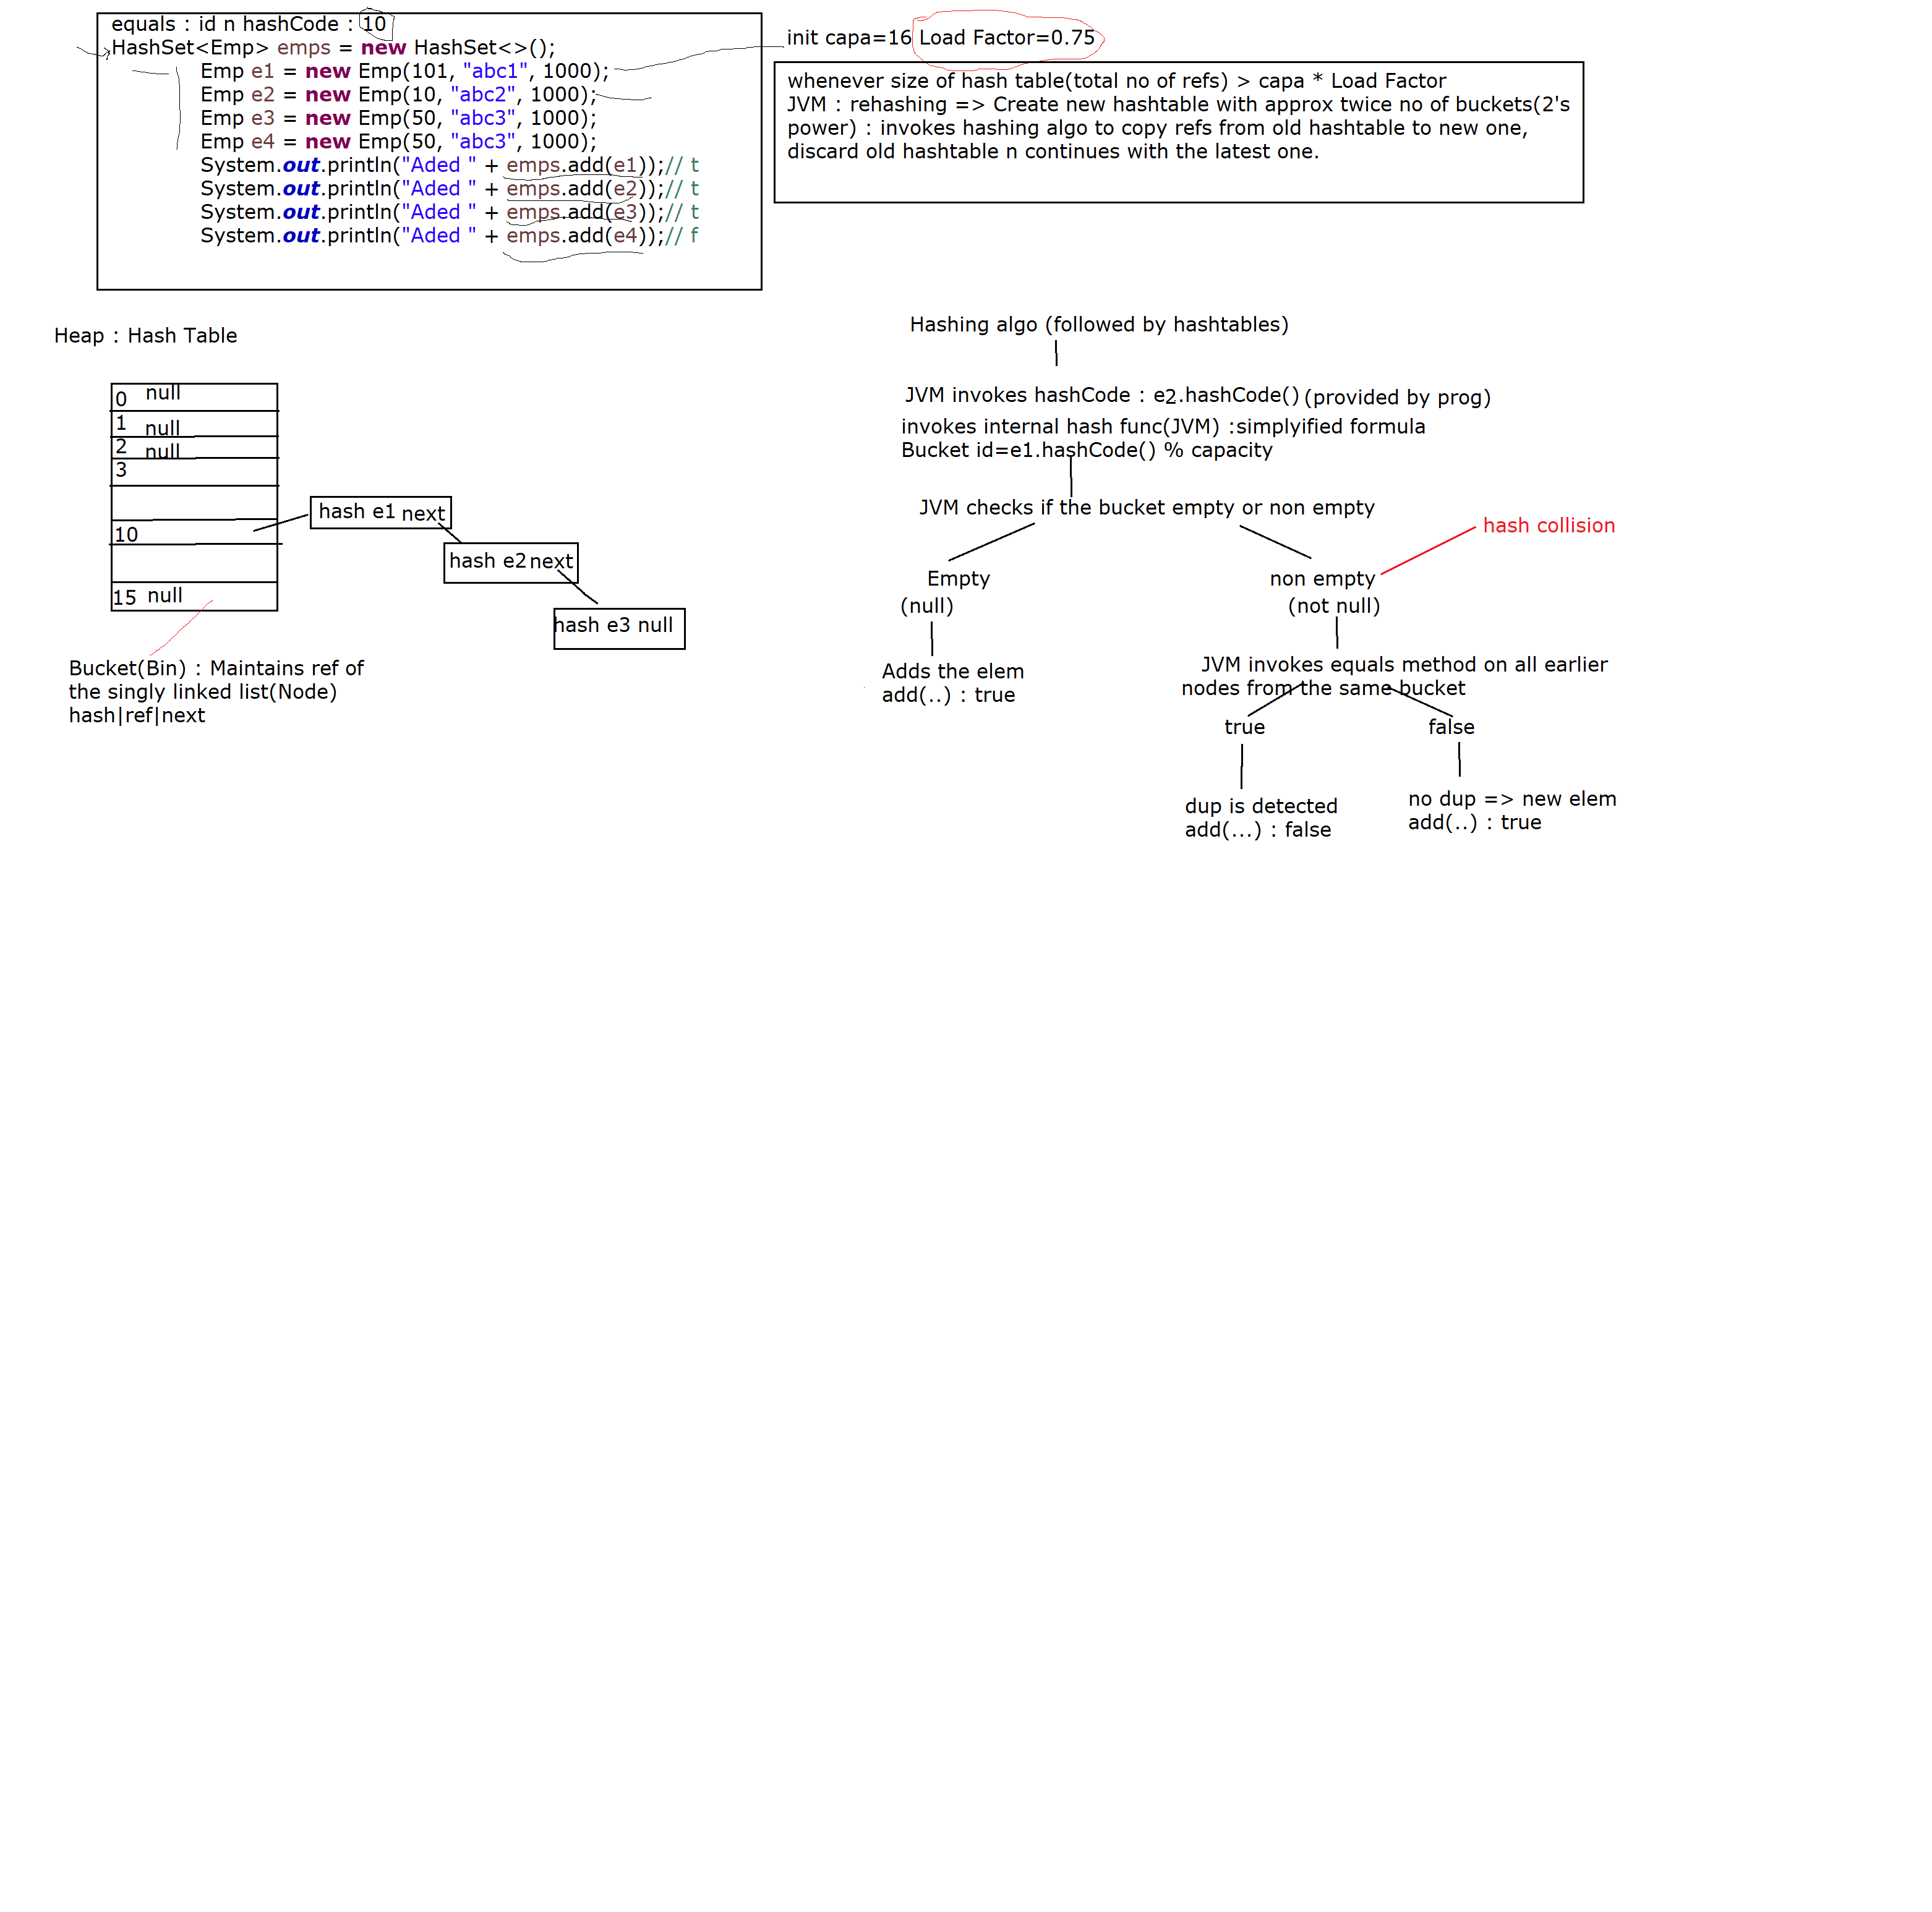 equals : id n hashCode : 10
HashSet<Emp> emps = new HashSet<>();
Emp e1 = new Emp(101, "abc1", 1000);
Emp e2 = new Emp(10, "abc2", 1000);
Emp e3 = new Emp(50, "abc3", 1000);
Emp e4 = new Emp(50, "abc3", 1000);
System.out.println("Aded " + emps.add(e1));// t
System.out.println("Aded " + emps.add(e2));// t
System.out.println("Aded " + emps.add(e3));// t
System.out.println("Aded " + emps.add(e4));// f
init capa=16 Load Factor=0.75
whenever size of hash table(total no of refs) > capa * Load Factor
JVM : rehashing => Create new hashtable with approx twice no of buckets(2's
power) : invokes hashing algo to copy refs from old hashtable to new one,
discard old hashtable n continues with the latest one.
Heap : Hash Table
0 null
1 null
2 null
3
10
15 null
hash e1 next
hash e2 next
hash e3 null
Bucket(Bin) : Maintains ref of
the singly linked list(Node)
hash|ref|next
Hashing algo (followed by hashtables)
JVM invokes hashCode : e2.hashCode() (provided by prog)
invokes internal hash func(JVM) :simplyified formula
Bucket id=e1.hashCode() % capacity
JVM checks if the bucket empty or non empty
hash collision
Empty
(null)
non empty
(not null)
Adds the elem
add(..) : true
JVM invokes equals method on all earlier
nodes from the same bucket
true
false
dup is detected
add(...) : false
no dup => new elem
add(..) : true